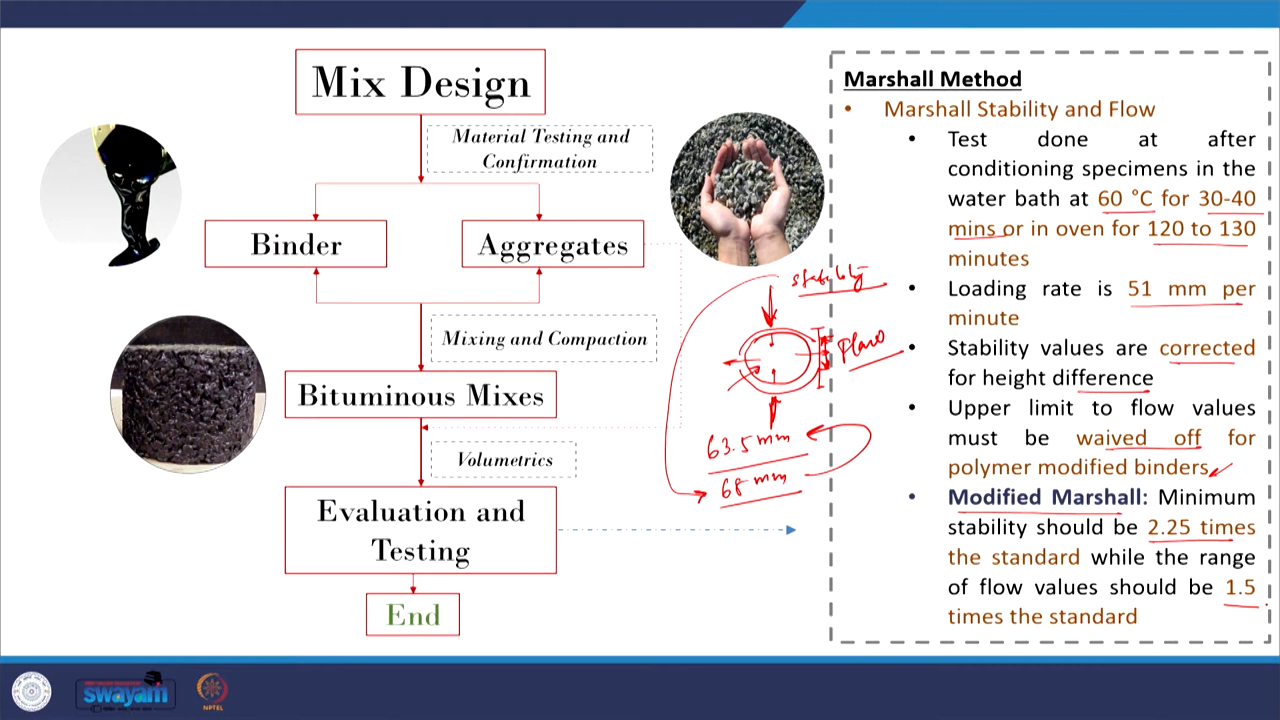 Mix Design
Material Testing and
Confirmation
Binder
Aggregates
Mixing and Compaction
Bituminous Mixes
Volumetrics
Evaluation and
Testing
End
stability
Flow
63.5mm
68 mm
Marshall Method
• Marshall Stability and Flow
• Test done at after
conditioning specimens in the
water bath at 60 °C for 30-40
mins or in oven for 120 to 130
minutes
• Loading rate is 51 mm per
minute
• Stability values are corrected
for height difference
• Upper limit to flow values
must be waived off for
polymer modified binders
• Modified Marshall: Minimum
stability should be 2.25 times
the standard while the range
of flow values should be 1.5
times the standard
swayam
NPTEL